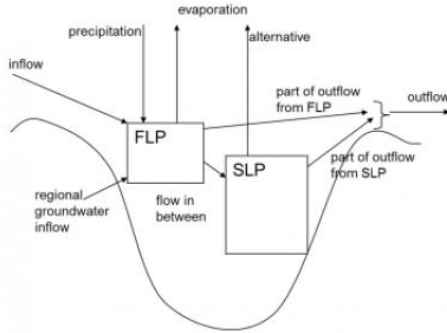 evaporation
precipitation
alternative
inflow
part of outflow
from FLP
outflow
FLP
SLP
part of outflow
from SLP
regional
groundwater
inflow
flow in
between